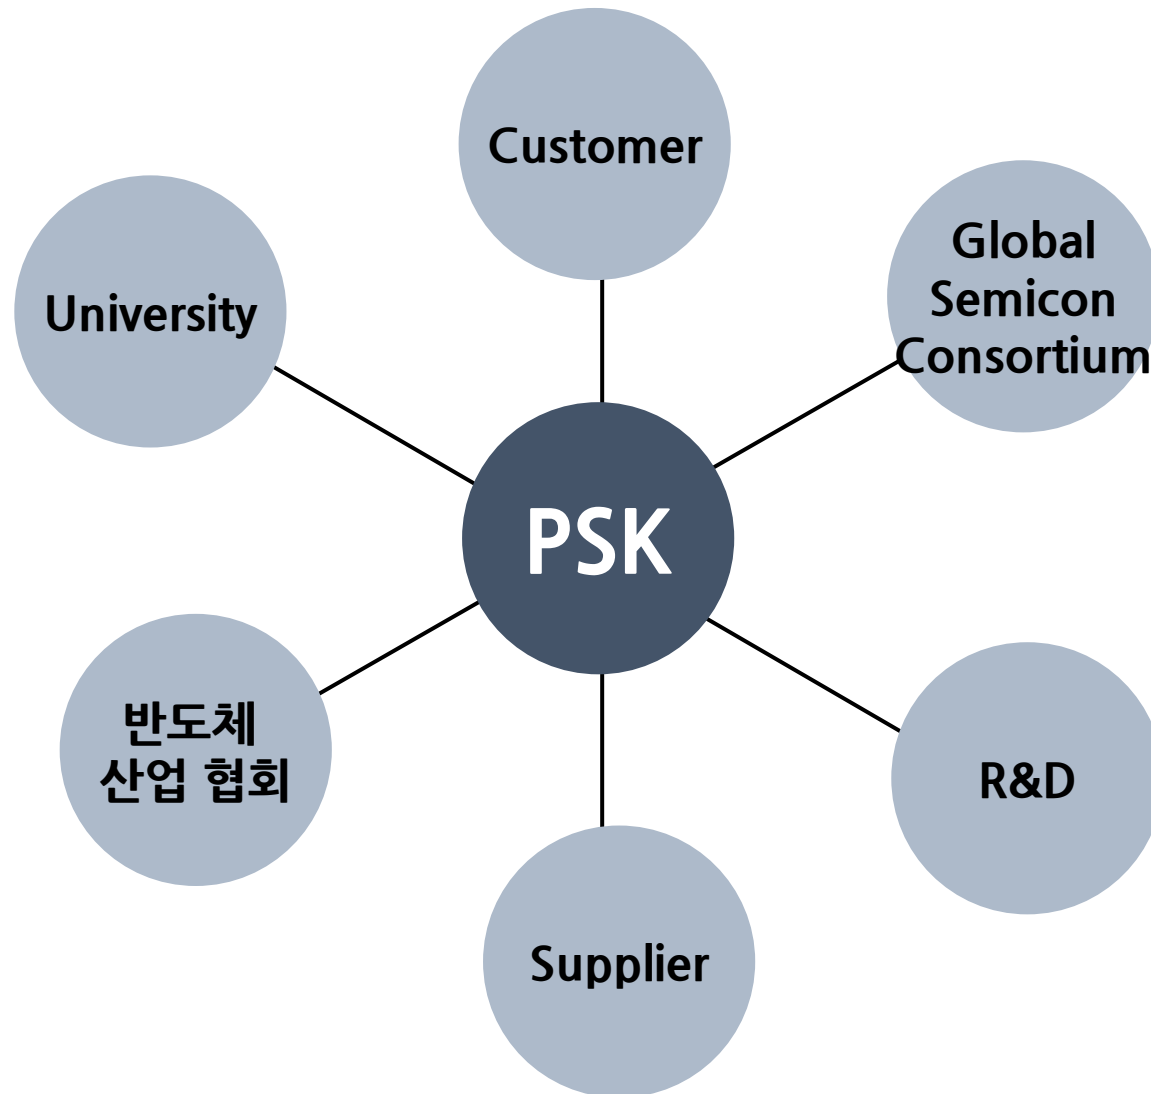 Customer
Global
Semicon
Consortium
University
PSK
반도체
산업 협회
R&D
Supplier